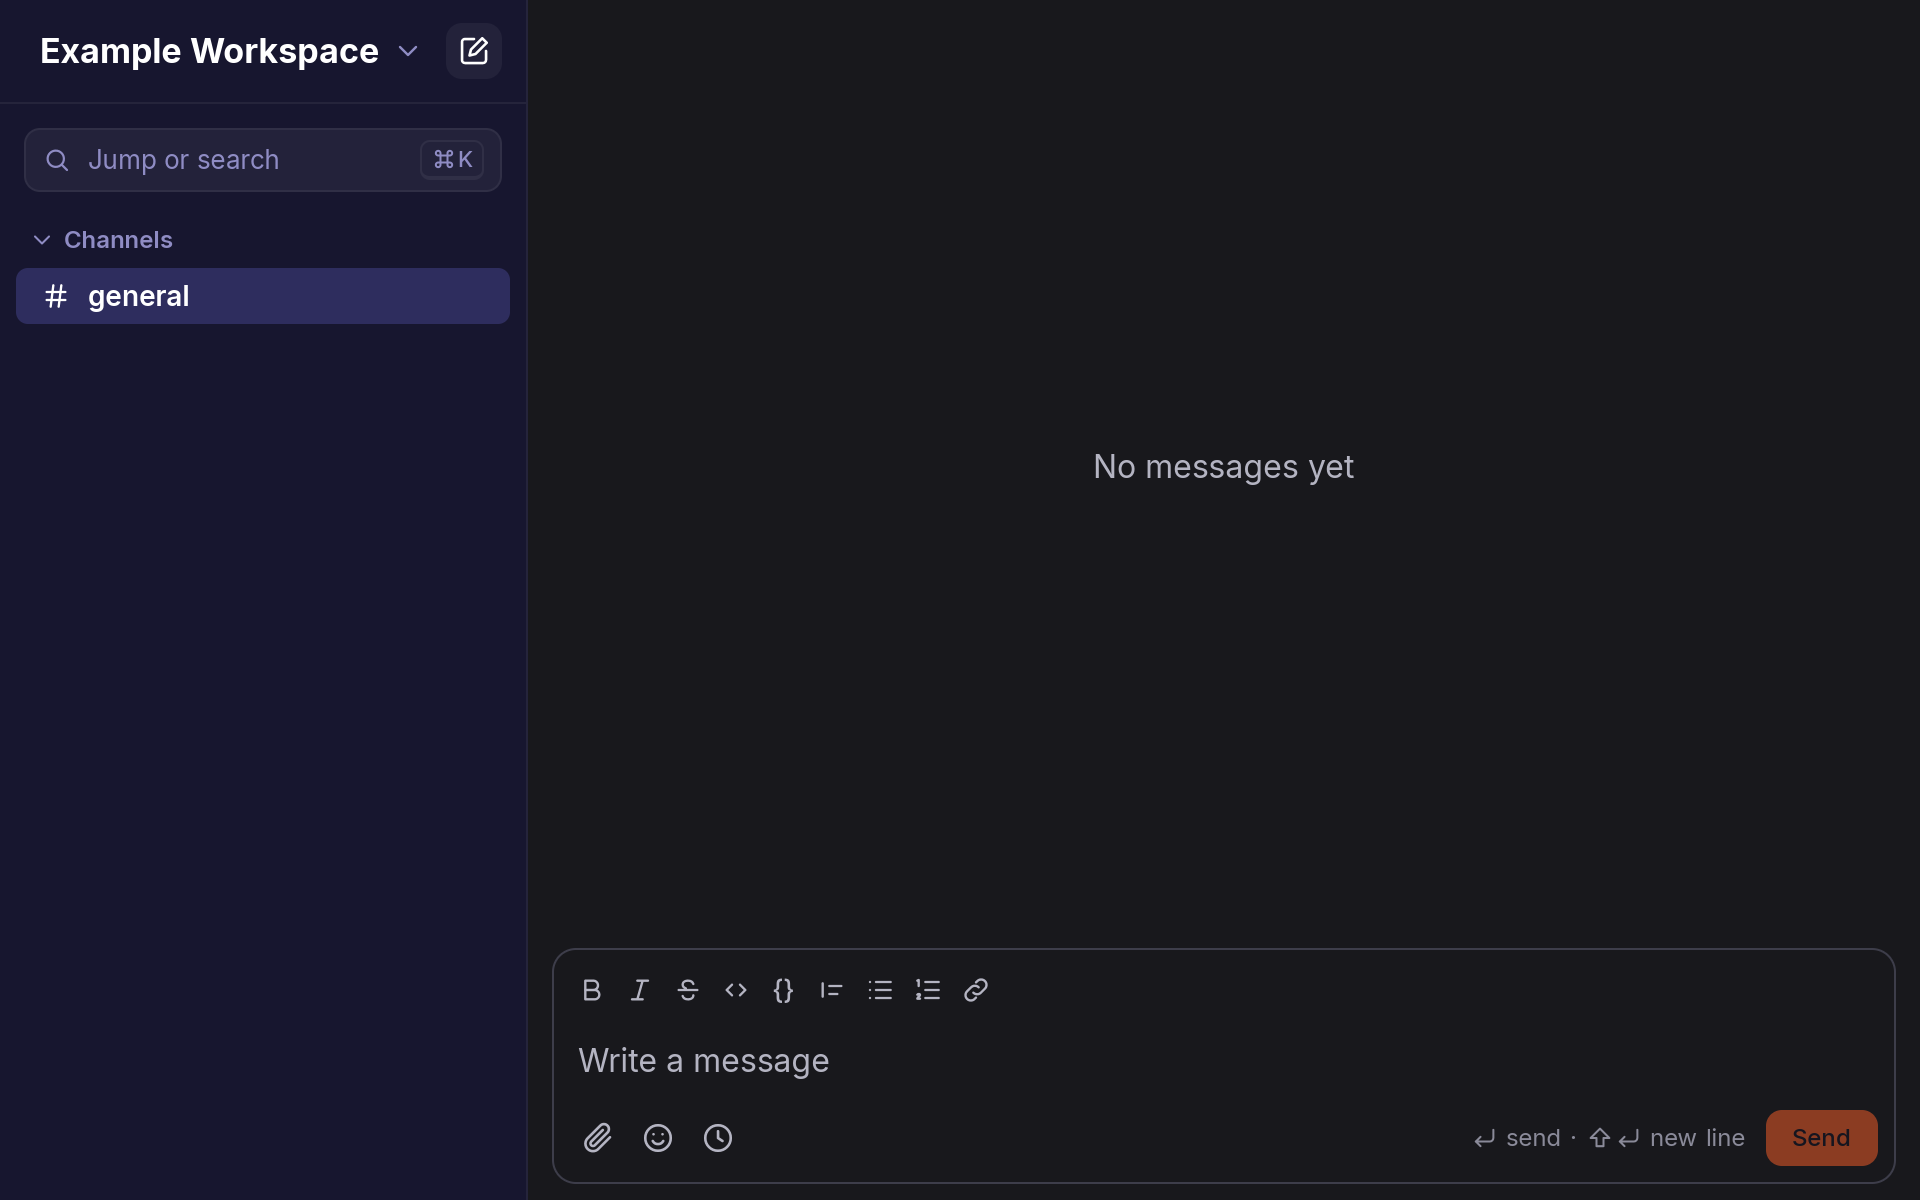 Example Workspace
Jump or search
⌘K
Channels
# general
No messages yet
Write a message
send · new line
Send